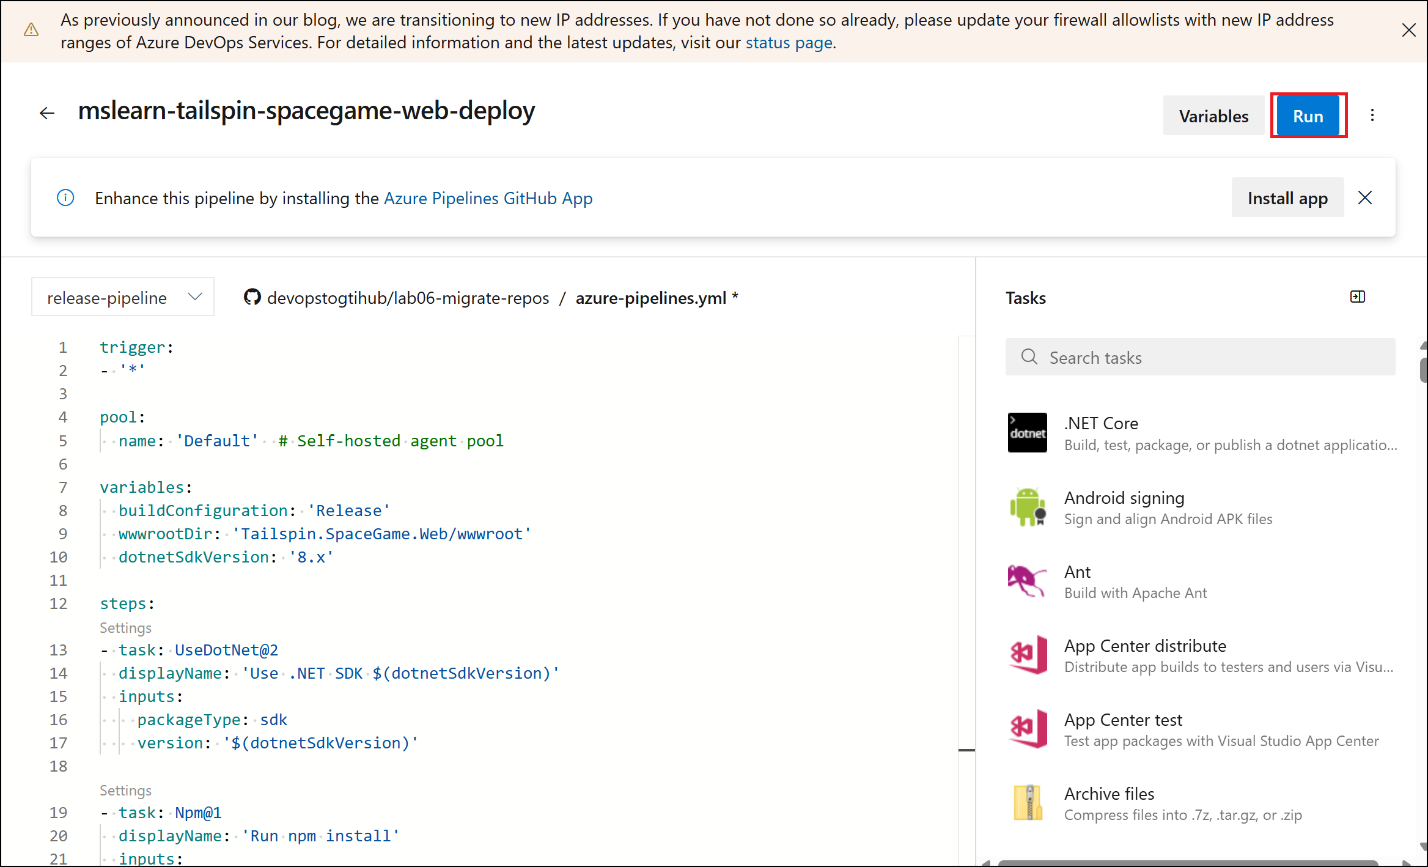 As previously announced in our blog, we are transitioning to new IP addresses. If you have not done so already, please update your firewall allowlists with new IP address
ranges of Azure DevOps Services. For detailed information and the latest updates, visit our status page.
mslearn-tailspin-spacegame-web-deploy
Variables
Run
Enhance this pipeline by installing the Azure Pipelines GitHub App
Install app
release-pipeline
devopstogtihub/lab06-migrate-repos / azure-pipelines.yml *
1 trigger:
2 - '*'
3
4 pool:
5 name: 'Default' # Self-hosted agent pool
6
7 variables:
8 buildConfiguration: 'Release'
9 wwwrootDir: 'Tailspin.SpaceGame.Web/wwwroot'
10 dotnetSdkVersion: '8.x'
11
12 steps:
Settings
13 - task: UseDotNet@2
14 displayName: 'Use .NET SDK $(dotnetSdkVersion)'
15 inputs:
16 packageType: sdk
17 version: '$(dotnetSdkVersion)'
18
Settings
19 - task: Npm@1
20 displayName: 'Run npm install'
21 inputs:
Tasks
Search tasks
dotnet
.NET Core
Build, test, package, or publish a dotnet applicatio...
Android signing
Sign and align Android APK files
Ant
Build with Apache Ant
App Center distribute
Distribute app builds to testers and users via Visu...
App Center test
Test app packages with Visual Studio App Center
Archive files
Compress files into .7z, .tar.gz, or .zip